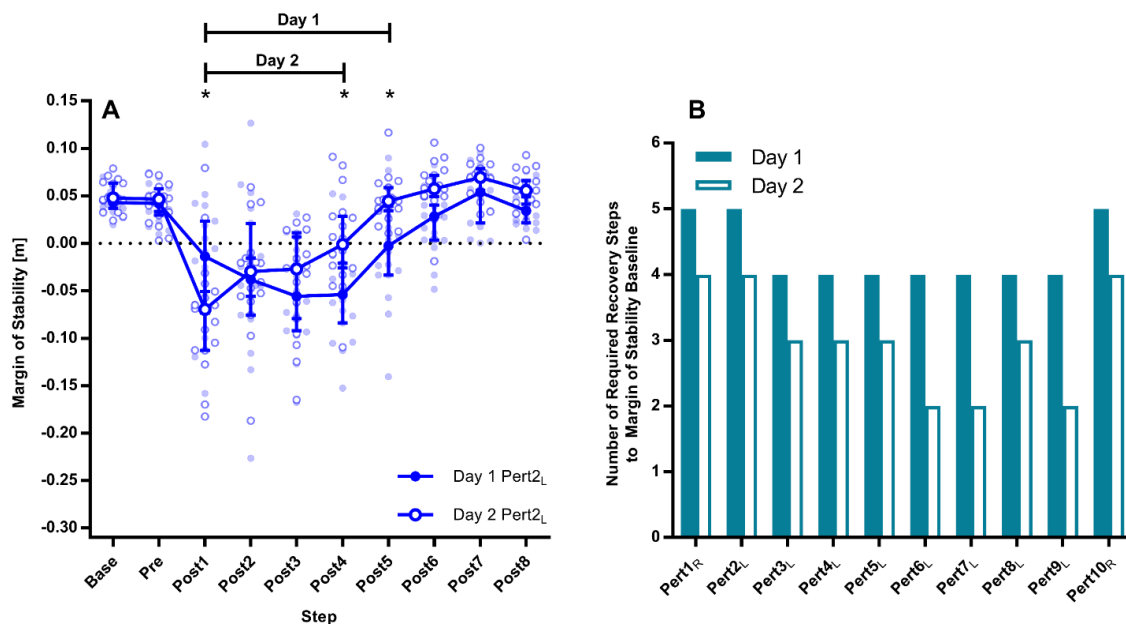 Day 1
Day 2
A
* * *
Margin of Stability [m]
0.15
0.10
0.05
0.00
-0.05
-0.10
-0.15
-0.20
-0.25
-0.30
Day 1 Pert2L
Day 2 Pert2L
Base Pre Post1 Post2 Post3 Post4 Post5 Post6 Post7 Post8
Step
B
Day 1
Day 2
Number of Required Recovery Steps
to Margin of Stability Baseline
6
5
4
3
2
1
0
Pert1R Pert2L Pert3L Pert4L Pert5L Pert6L Pert7L Pert8L Pert9L Pert10R